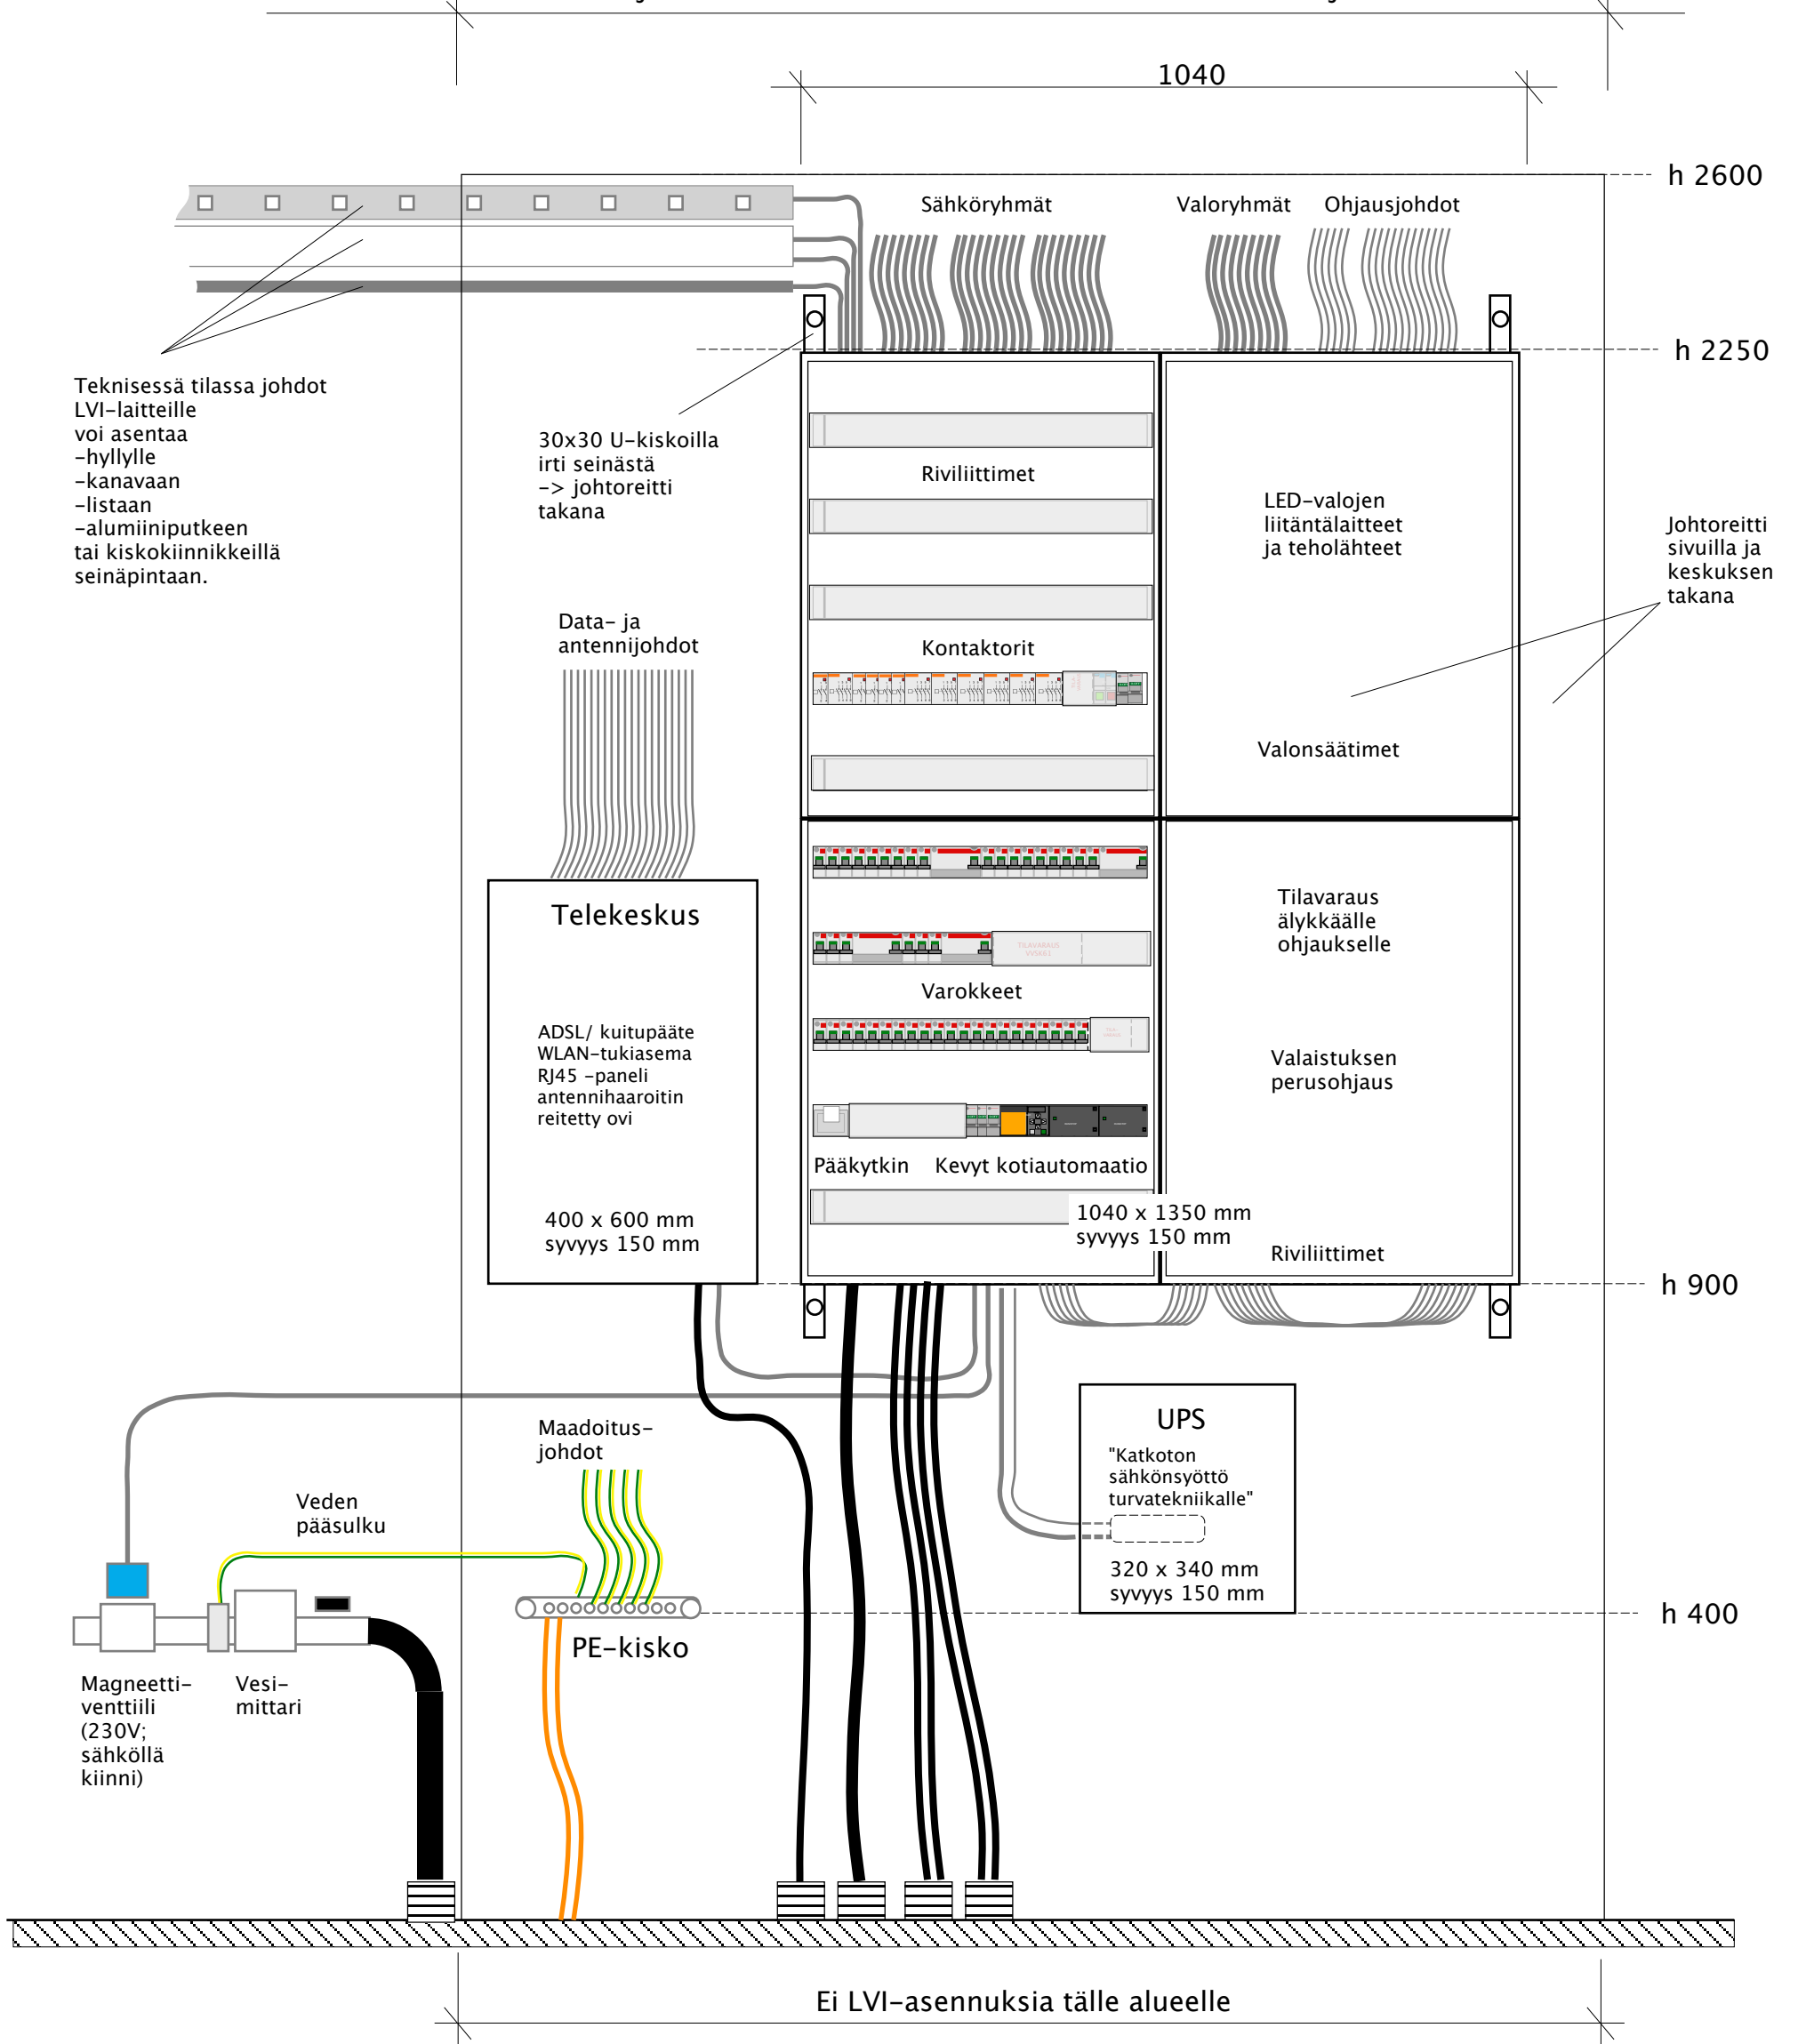 1040
h 2600
Sähköryhmät
Valoryhmät
Ohjausjohdot
h 2250
Teknisessä tilassa johdot
LVI-laitteille
voi asentaa
-hyllylle
-kanavaan
-listaan
-alumiiniputkeen
tai kiskokiinnikkeillä
seinäpintaan.
30x30 U-kiskoilla
irti seinästä
-> johtoreitti
takana
Riviliittimet
LED-valojen
liitäntälaitteet
ja teholähteet
Johtoreitti
sivuilla ja
keskuksen
takana
Data- ja
antennijohdot
Kontaktorit
Valonsäätimet
Telekeskus
ADSL/ kuitupääte
WLAN-tukiasema
RJ45 -paneli
antennihaaroitin
reitetty ovi
400 x 600 mm
syvyys 150 mm
TILAVARAUS
VVSK61
Varokkeet
Tilavaraus
älykkäälle
ohjaukselle
Valaistuksen
perusohjaus
Pääkytkin
Kevyt kotiautomaatio
1040 x 1350 mm
syvyys 150 mm
Riviliittimet
h 900
Maadoitus-
johdot
UPS
"Katkoton
sähkönsyöttö
turvatekniikalle"
320 x 340 mm
syvyys 150 mm
Veden
pääsulku
h 400
PE-kisko
Magneetti-
venttiili
(230V;
sähköllä
kiinni)
Vesi-
mittari
Ei LVI-asennuksia tälle alueelle